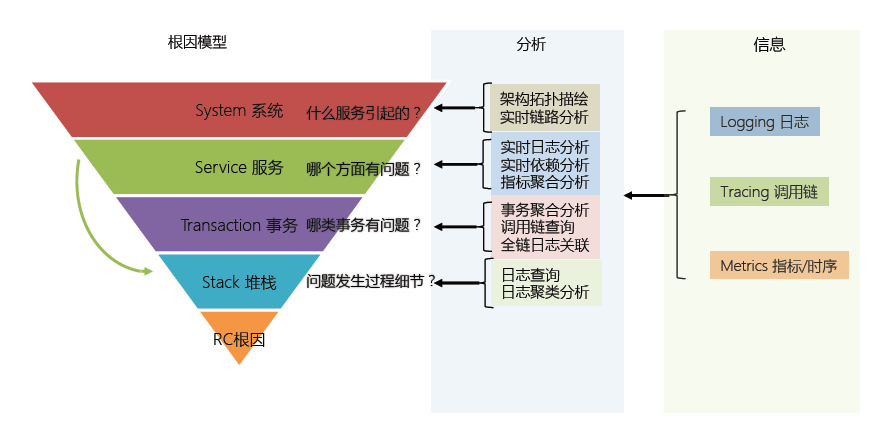 根因模型
分析
信息
System 系统
什么服务引起的？
架构拓扑描绘
实时链路分析
Logging 日志
Service 服务
哪个方面有问题？
实时日志分析
实时依赖分析
指标聚合分析
Tracing 调用链
Transaction 事务
哪类事务有问题？
事务聚合分析
调用链查询
全链日志关联
Metrics 指标/时序
Stack 堆栈
问题发生过程细节？
日志查询
日志聚类分析
RC根因